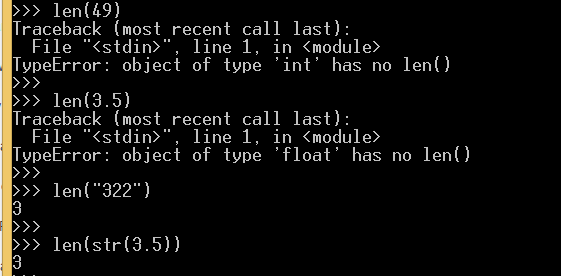 >>> len(49)
Traceback (most recent call last):
  File "<stdin>", line 1, in <module>
TypeError: object of type 'int' has no len()
>>>
>>> len(3.5)
Traceback (most recent call last):
  File "<stdin>", line 1, in <module>
TypeError: object of type 'float' has no len()
>>>
>>> len("322")
3
>>>
>>> len(str(3.5))
3
>>>